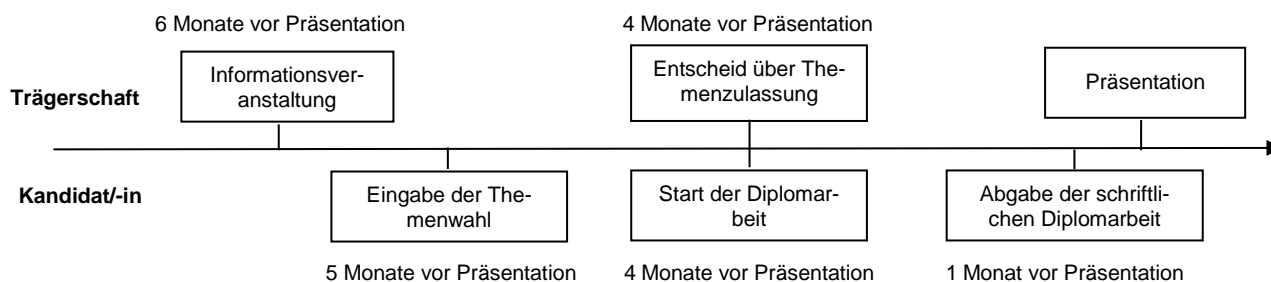 6 Monate vor Präsentation
4 Monate vor Präsentation
Informationsver-
anstaltung
Entscheid über The-
menzulassung
Präsentation
Trägerschaft
Kandidat/-in
Eingabe der The-
menwahl
Start der Diplomar-
beit
Abgabe der schriftli-
chen Diplomarbeit
5 Monate vor Präsentation
4 Monate vor Präsentation
1 Monat vor Präsentation